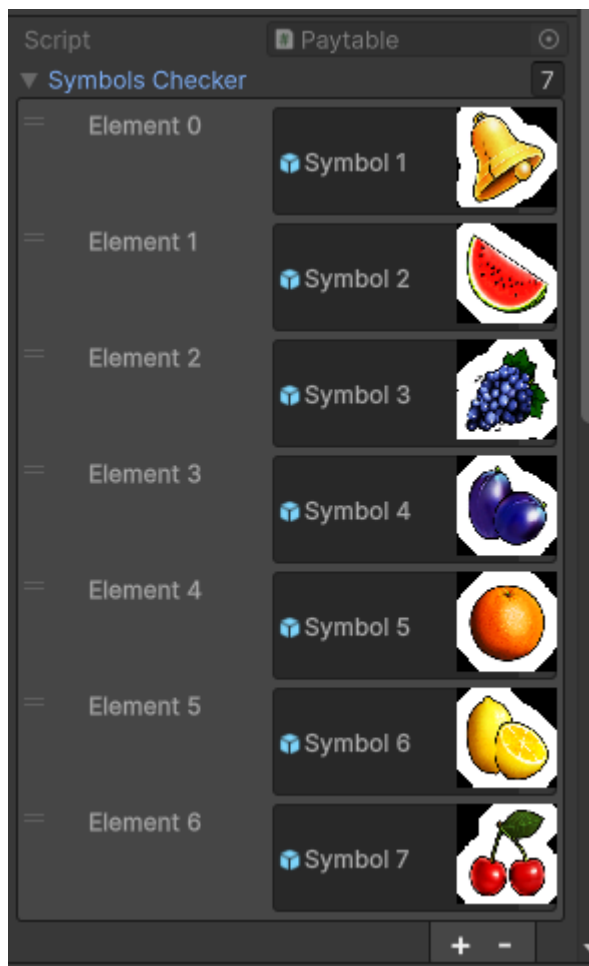 Script Paytable
Symbols Checker 7
Element 0
Symbol 1
Element 1
Symbol 2
Element 2
Symbol 3
Element 3
Symbol 4
Element 4
Symbol 5
Element 5
Symbol 6
Element 6
Symbol 7
+ -